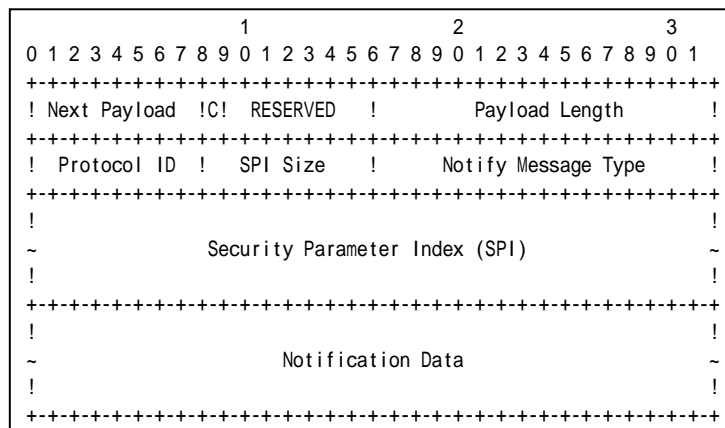 1                   2                   3
 0 1 2 3 4 5 6 7 8 9 0 1 2 3 4 5 6 7 8 9 0 1 2 3 4 5 6 7 8 9 0 1
+-+-+-+-+-+-+-+-+-+-+-+-+-+-+-+-+-+-+-+-+-+-+-+-+-+-+-+-+-+-+-+-+
! Next Payload  !C!  RESERVED   !         Payload Length        !
+-+-+-+-+-+-+-+-+-+-+-+-+-+-+-+-+-+-+-+-+-+-+-+-+-+-+-+-+-+-+-+-+
!  Protocol ID  !   SPI Size    !      Notify Message Type      !
+-+-+-+-+-+-+-+-+-+-+-+-+-+-+-+-+-+-+-+-+-+-+-+-+-+-+-+-+-+-+-+-+
!                                                               !
~                Security Parameter Index (SPI)                 ~
!                                                               !
+-+-+-+-+-+-+-+-+-+-+-+-+-+-+-+-+-+-+-+-+-+-+-+-+-+-+-+-+-+-+-+-+
!                                                               !
~                       Notification Data                       ~
!                                                               !
+-+-+-+-+-+-+-+-+-+-+-+-+-+-+-+-+-+-+-+-+-+-+-+-+-+-+-+-+-+-+-+-+